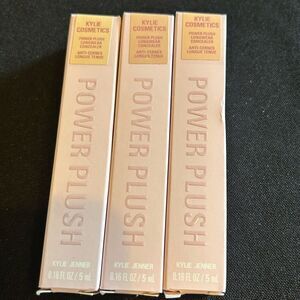 KYLIE
COSMETICS
POWER PLUSH
LONGWEAR
CONCEALER
ANTI-CERNES
LONGUE TENUE
POWER PLUSH
KYLIE JENNER
0.16 FL OZ / 5 mL
KYLIE
COSMETICS
POWER PLUSH
LONGWEAR
CONCEALER
ANTI-CERNES
LONGUE TENUE
POWER PLUSH
KYLIE JENNER
0.16 FL OZ / 5 mL
KYLIE
COSMETICS
POWER PLUSH
LONGWEAR
CONCEALER
ANTI-CERNES
LONGUE TENUE
POWER PLUSH
KYLIE JENNER
0.16 FL OZ / 5 mL